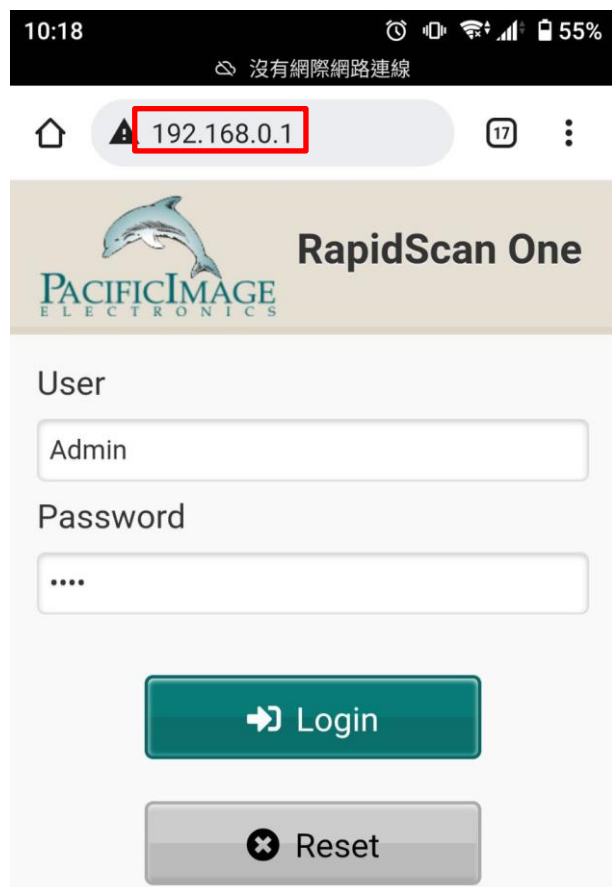 10:18 55%
沒有網際網路連線
192.168.0.1 17
PACIFICIMAGE
ELECTRONICS
RapidScan One
User
Admin
Password
••••
Login
Reset